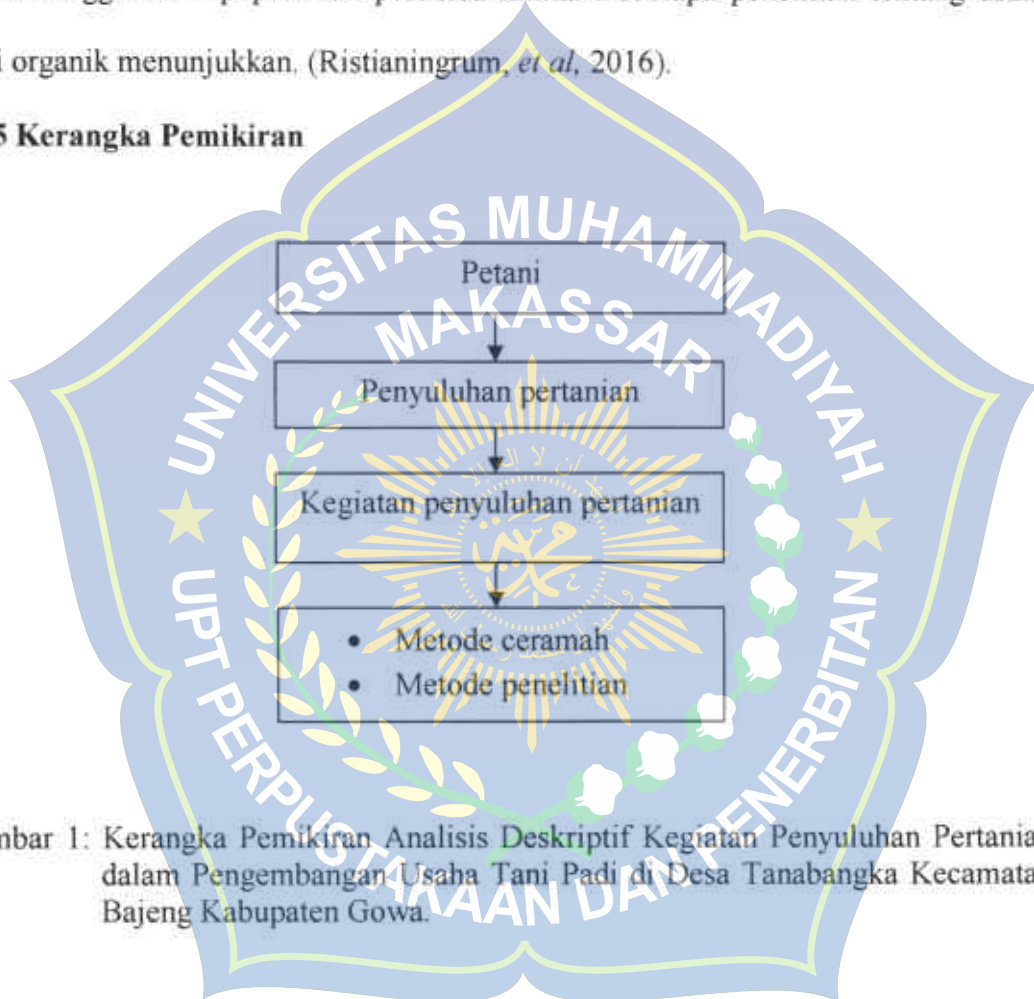 i organik menunjukkan. (Ristianingrum, et al, 2016).
5 Kerangka Pemikiran
UNIVERSITAS MUHAMMADIYAH
MAKASSAR
Petani
Penyuluhan pertanian
Kegiatan penyuluhan pertanian
• Metode ceramah
• Metode penelitian
UPT PERPUSTAKAAN DAN PENERBITAN
mbar 1: Kerangka Pemikiran Analisis Deskriptif Kegiatan Penyuluhan Pertania
dalam Pengembangan Usaha Tani Padi di Desa Tanabangka Kecamata
Bajeng Kabupaten Gowa.